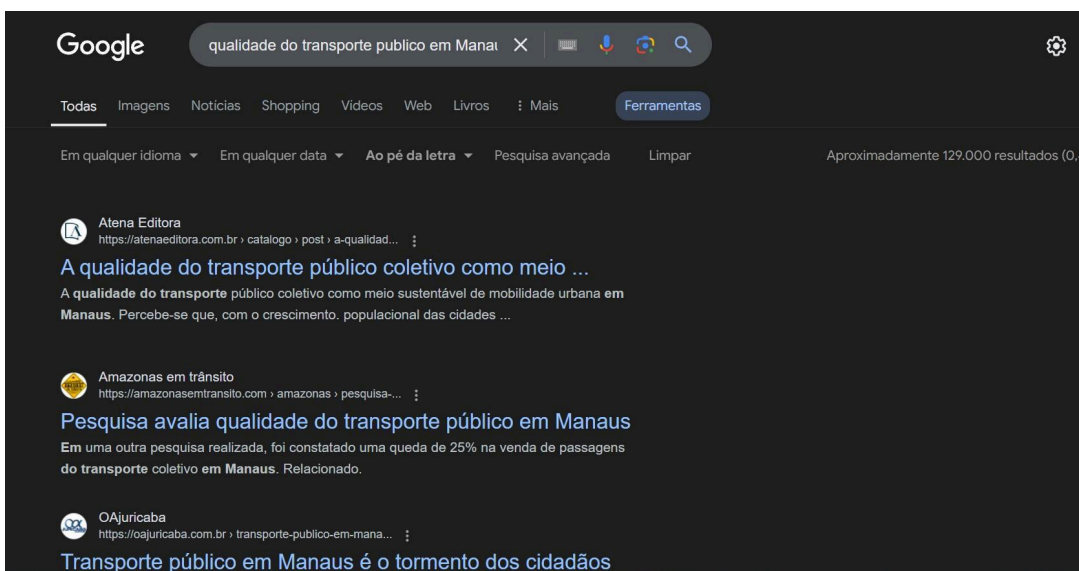 Google
qualidade do transporte publico em Manau
Todas Imagens Notícias Shopping Vídeos Web Livros Mais Ferramentas
Em qualquer idioma Em qualquer data Ao pé da letra Pesquisa avançada Limpar Aproximadamente 129.000 resultados (0,
Atena Editora
https://atenaeditora.com.br › catalogo › post › a-qualidad...
A qualidade do transporte público coletivo como meio ...
A qualidade do transporte público coletivo como meio sustentável de mobilidade urbana em
Manaus. Percebe-se que, com o crescimento. populacional das cidades ...
Amazonas em trânsito
https://amazonasemtransito.com › amazonas › pesquisa-...
Pesquisa avalia qualidade do transporte público em Manaus
Em uma outra pesquisa realizada, foi constatado uma queda de 25% na venda de passagens
do transporte coletivo em Manaus. Relacionado.
OAjuricaba
https://oajuricaba.com.br › transporte-publico-em-mana...
Transporte público em Manaus é o tormento dos cidadãos